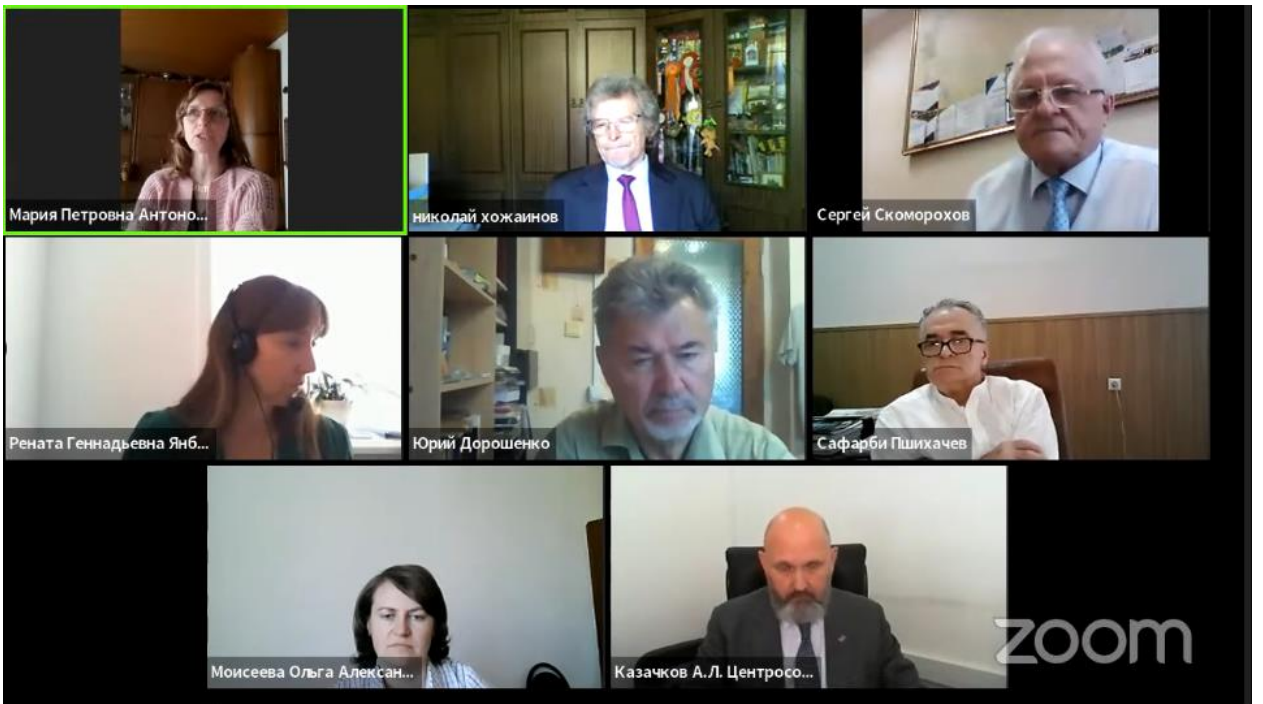 Мария Петровна Антоно...
николай хожаинов
Сергей Скоморохов
Рената Геннадьевна Янб...
Юрий Дорошенко
Сафарби Пшихачев
Моисеева Ольга Алексан...
Казачков А.Л. Центросо...
zoom